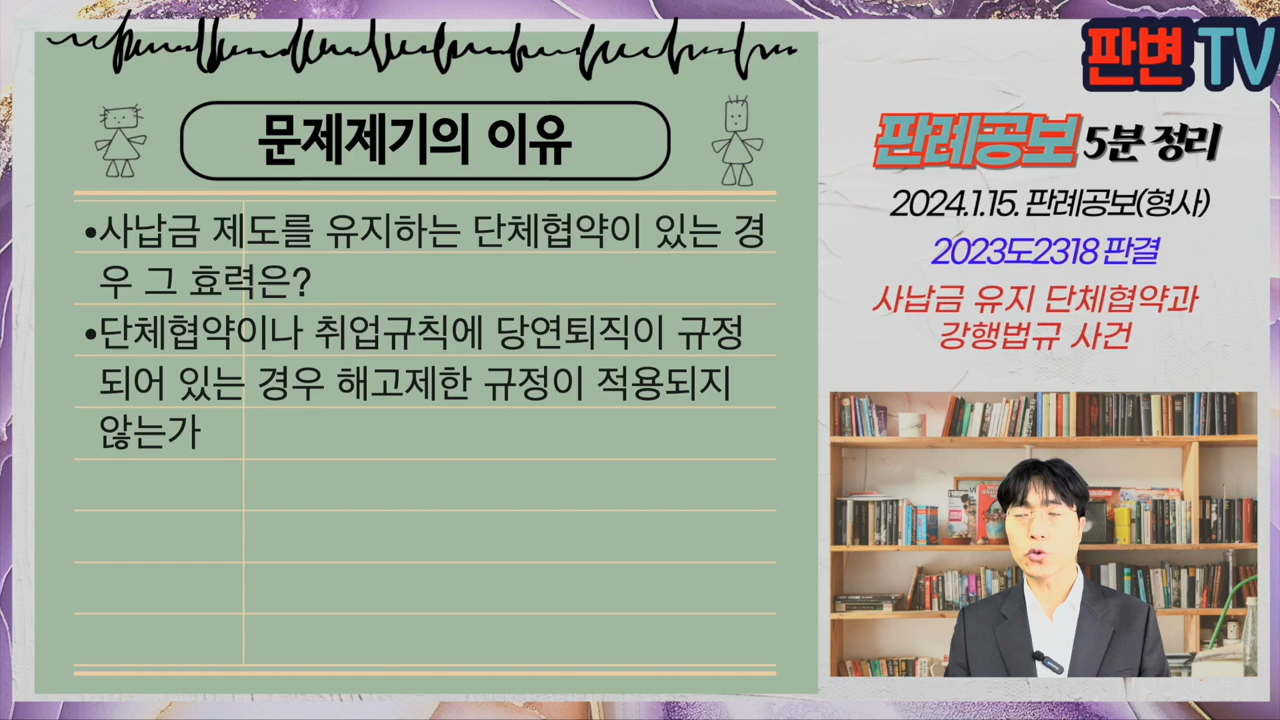 판변 TV
문제제기의 이유
•사납금 제도를 유지하는 단체협약이 있는 경
우 그 효력은?
•단체협약이나 취업규칙에 당연퇴직이 규정
되어 있는 경우 해고제한 규정이 적용되지
않는가
판례공보 5분 정리
2024.1.15. 판례공보(형사)
2023도2318 판결
사납금 유지 단체협약과
강행법규 사건